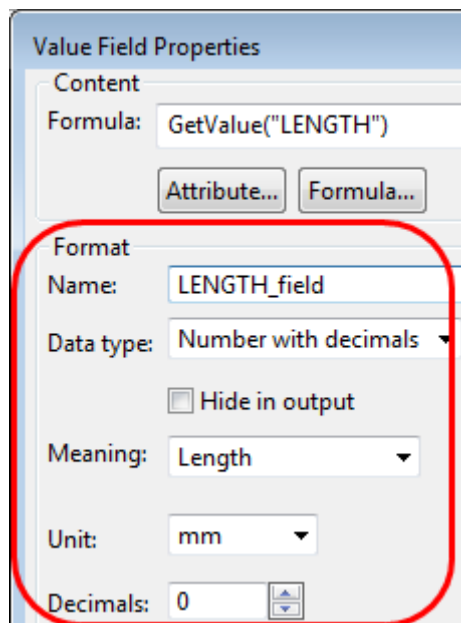 Value Field Properties
Content
Formula: GetValue("LENGTH")
Attribute... Formula...
Format
Name: LENGTH_field
Data type: Number with decimals
Hide in output
Meaning: Length
Unit: mm
Decimals: 0